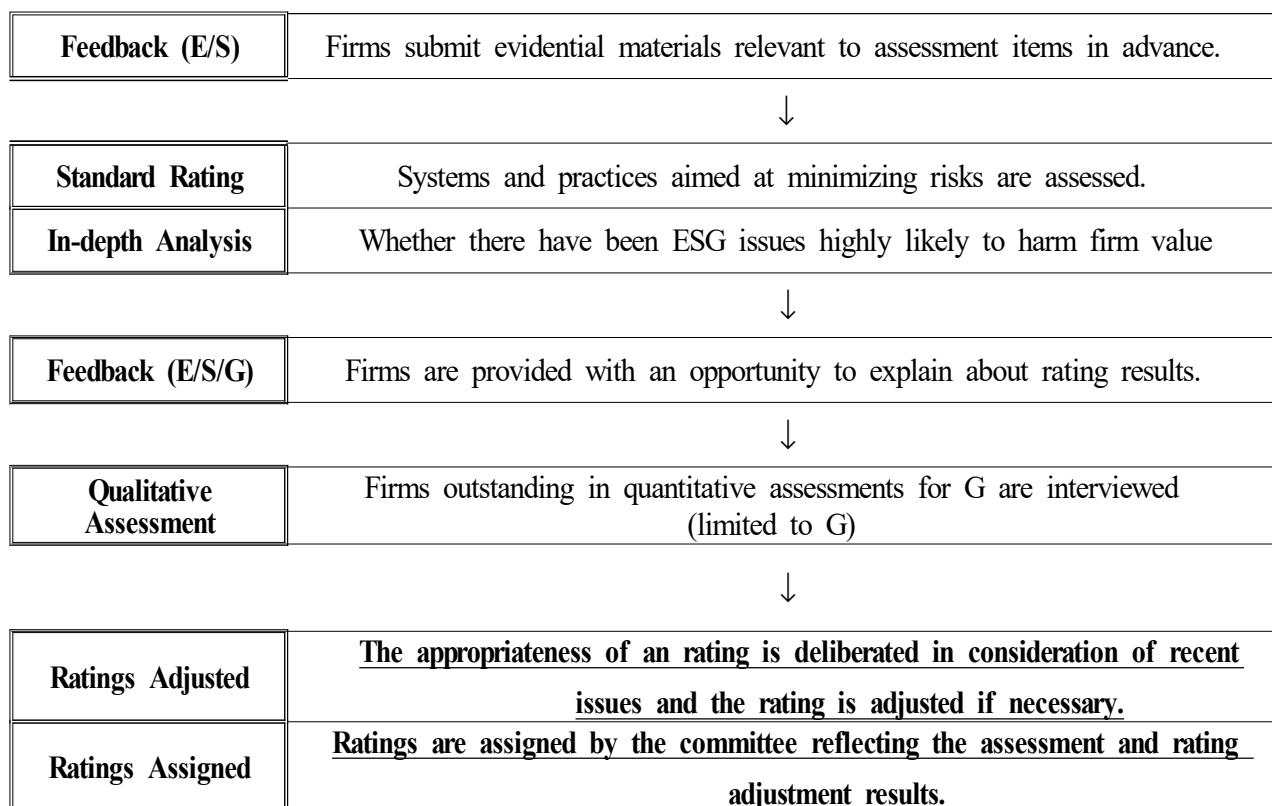 Feedback (E/S)
Firms submit evidential materials relevant to assessment items in advance.
↓
Standard Rating
Systems and practices aimed at minimizing risks are assessed.
In-depth Analysis
Whether there have been ESG issues highly likely to harm firm value
↓
Feedback (E/S/G)
Firms are provided with an opportunity to explain about rating results.
↓
Qualitative
Assessment
Firms outstanding in quantitative assessments for G are interviewed
(limited to G)
↓
Ratings Adjusted
The appropriateness of an rating is deliberated in consideration of recent
issues and the rating is adjusted if necessary.
Ratings Assigned
Ratings are assigned by the committee reflecting the assessment and rating
adjustment results.